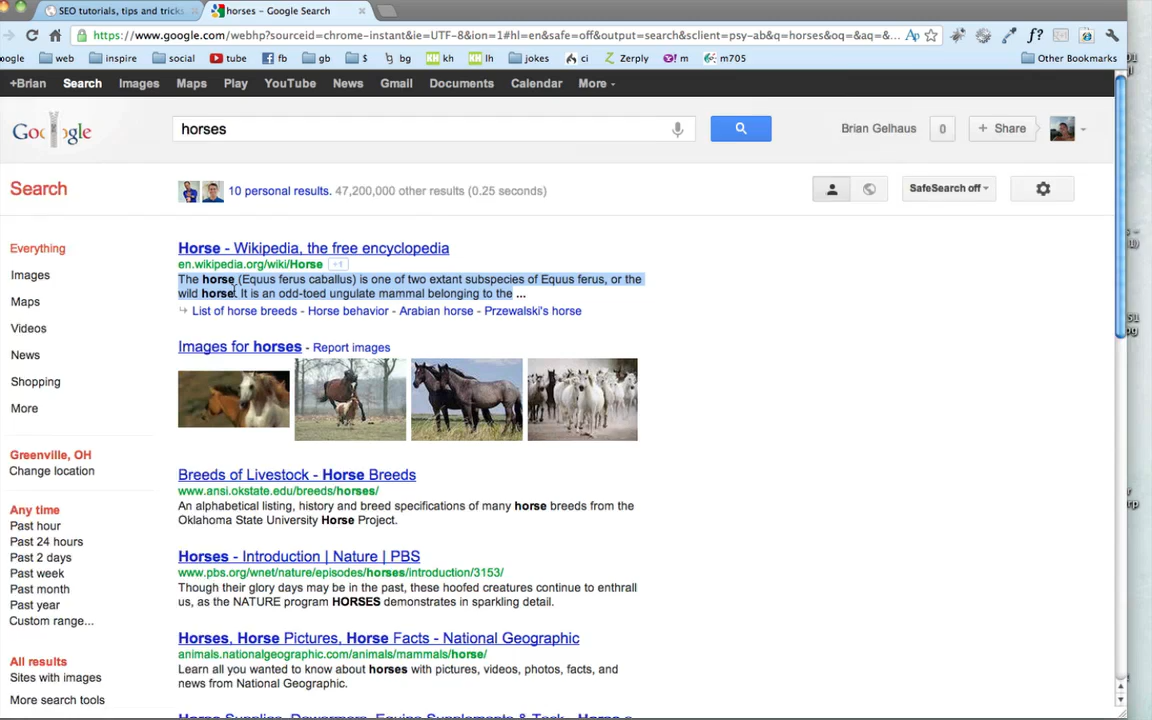 SEO tutorials, tips and tricks
horses - Google Search
https://www.google.com/webhp?sourceid=chrome-instant&ie=UTF-8&ion=1#hl=en&safe=off&output=search&sclient=psy-ab&q=horses&oq=&aq=&...
oogle web inspire social tube fb gb $ bg kh lh jokes ci Zerply m m705 Other Bookmarks
+Brian Search Images Maps Play YouTube News Gmail Documents Calendar More
Google horses Brian Gelhaus 0 + Share
Search 10 personal results. 47,200,000 other results (0.25 seconds) SafeSearch off
Everything
Images
Maps
Videos
News
Shopping
More
Greenville, OH
Change location
Any time
Past hour
Past 24 hours
Past 2 days
Past week
Past month
Past year
Custom range...
All results
Sites with images
More search tools
Horse - Wikipedia, the free encyclopedia
en.wikipedia.org/wiki/Horse +1
The horse (Equus ferus caballus) is one of two extant subspecies of Equus ferus, or the
wild horse. It is an odd-toed ungulate mammal belonging to the ...
List of horse breeds - Horse behavior - Arabian horse - Przewalski's horse
Images for horses - Report images
Breeds of Livestock - Horse Breeds
www.ansi.okstate.edu/breeds/horses/
An alphabetical listing, history and breed specifications of many horse breeds from the
Oklahoma State University Horse Project.
Horses - Introduction | Nature | PBS
www.pbs.org/wnet/nature/episodes/horses/introduction/3153/
Though their glory days may be in the past, these hoofed creatures continue to enthrall
us, as the NATURE program HORSES demonstrates in sparkling detail.
Horses, Horse Pictures, Horse Facts - National Geographic
animals.nationalgeographic.com/animals/mammals/horse/
Learn all you wanted to know about horses with pictures, videos, photos, facts, and
news from National Geographic.